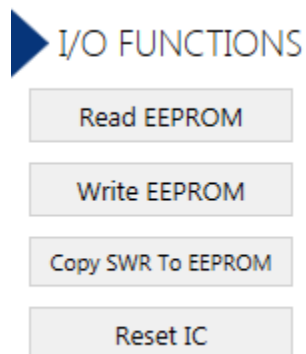 I/O FUNCTIONS
Read EEPROM
Write EEPROM
Copy SWR To EEPROM
Reset IC